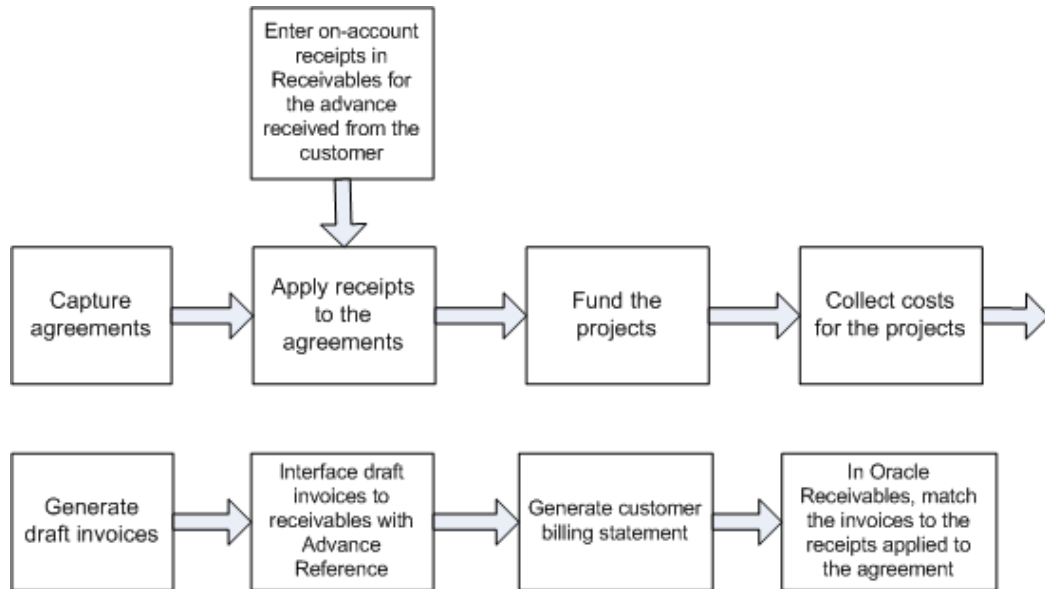 Enter on-account
receipts in
Receivables for
the advance
received from the
customer
Capture
agreements
Apply receipts
to the
agreements
Fund the
projects
Collect costs
for the projects
Generate
draft invoices
Interface draft
invoices to
receivables with
Advance
Reference
Generate customer
billing statement
In Oracle
Receivables, match
the invoices to the
receipts applied to
the agreement